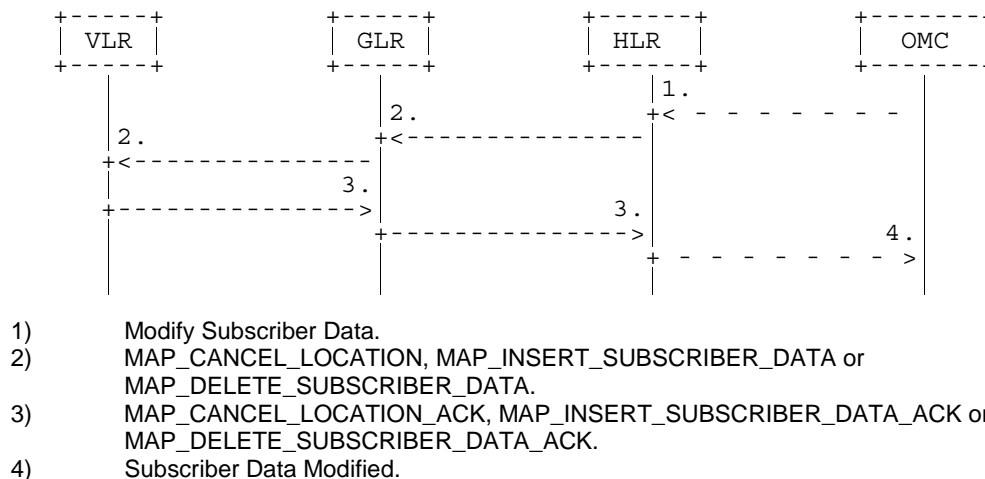 VLR GLR HLR OMC
1.
2.
2.
3.
3.
4.
1) Modify Subscriber Data.
2) MAP_CANCEL_LOCATION, MAP_INSERT_SUBSCRIBER_DATA or
MAP_DELETE_SUBSCRIBER_DATA.
3) MAP_CANCEL_LOCATION_ACK, MAP_INSERT_SUBSCRIBER_DATA_ACK or
MAP_DELETE_SUBSCRIBER_DATA_ACK.
4) Subscriber Data Modified.